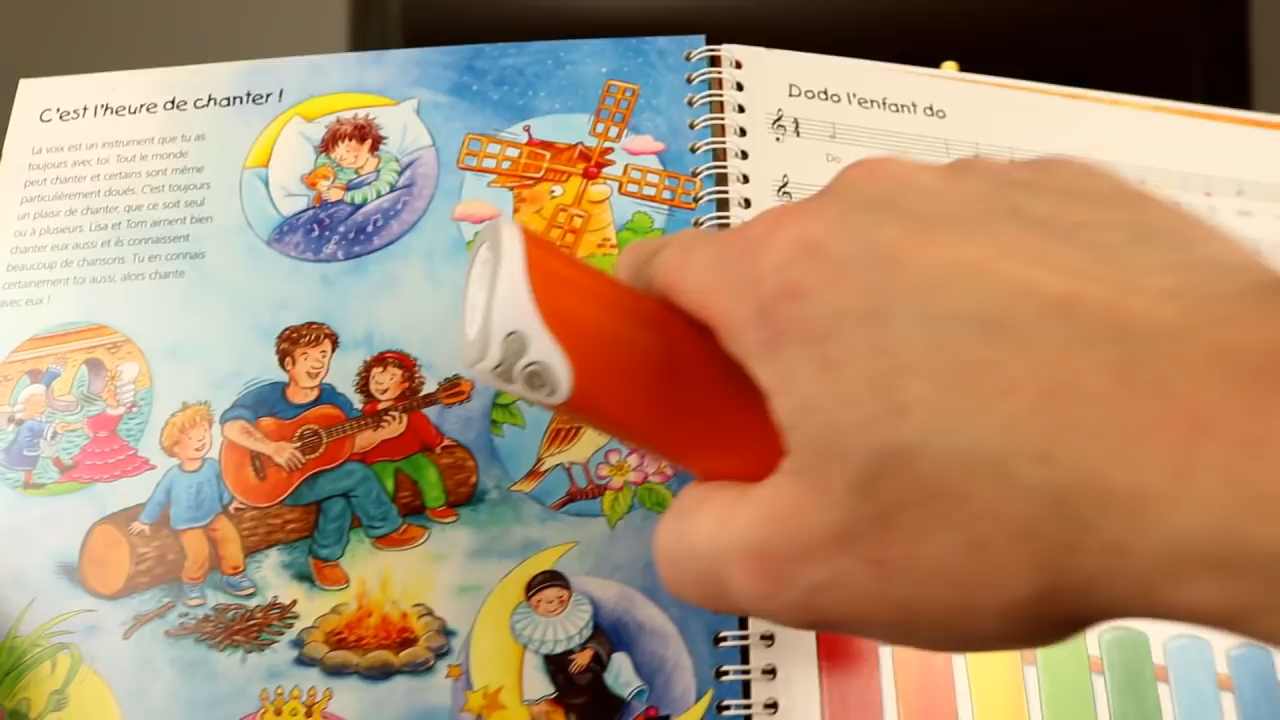 C'est l'heure de chanter !
La voix est un instrument que tu as
toujours avec toi. Tout le monde
peut chanter et certains sont même
particulièrement doués. C'est toujours
un plaisir de chanter, que ce soit seul
ou à plusieurs. Lisa et Tom aiment bien
chanter eux aussi et ils connaissent
beaucoup de chansons. Tu en connais
certainement toi aussi, alors chante
avec eux !
Dodo l'enfant do
Do